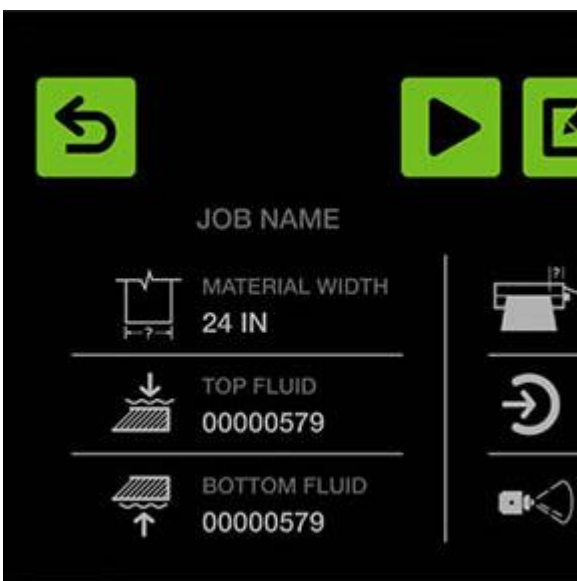 JOB NAME
MATERIAL WIDTH
24 IN
?
?
TOP FLUID
00000579
BOTTOM FLUID
00000579